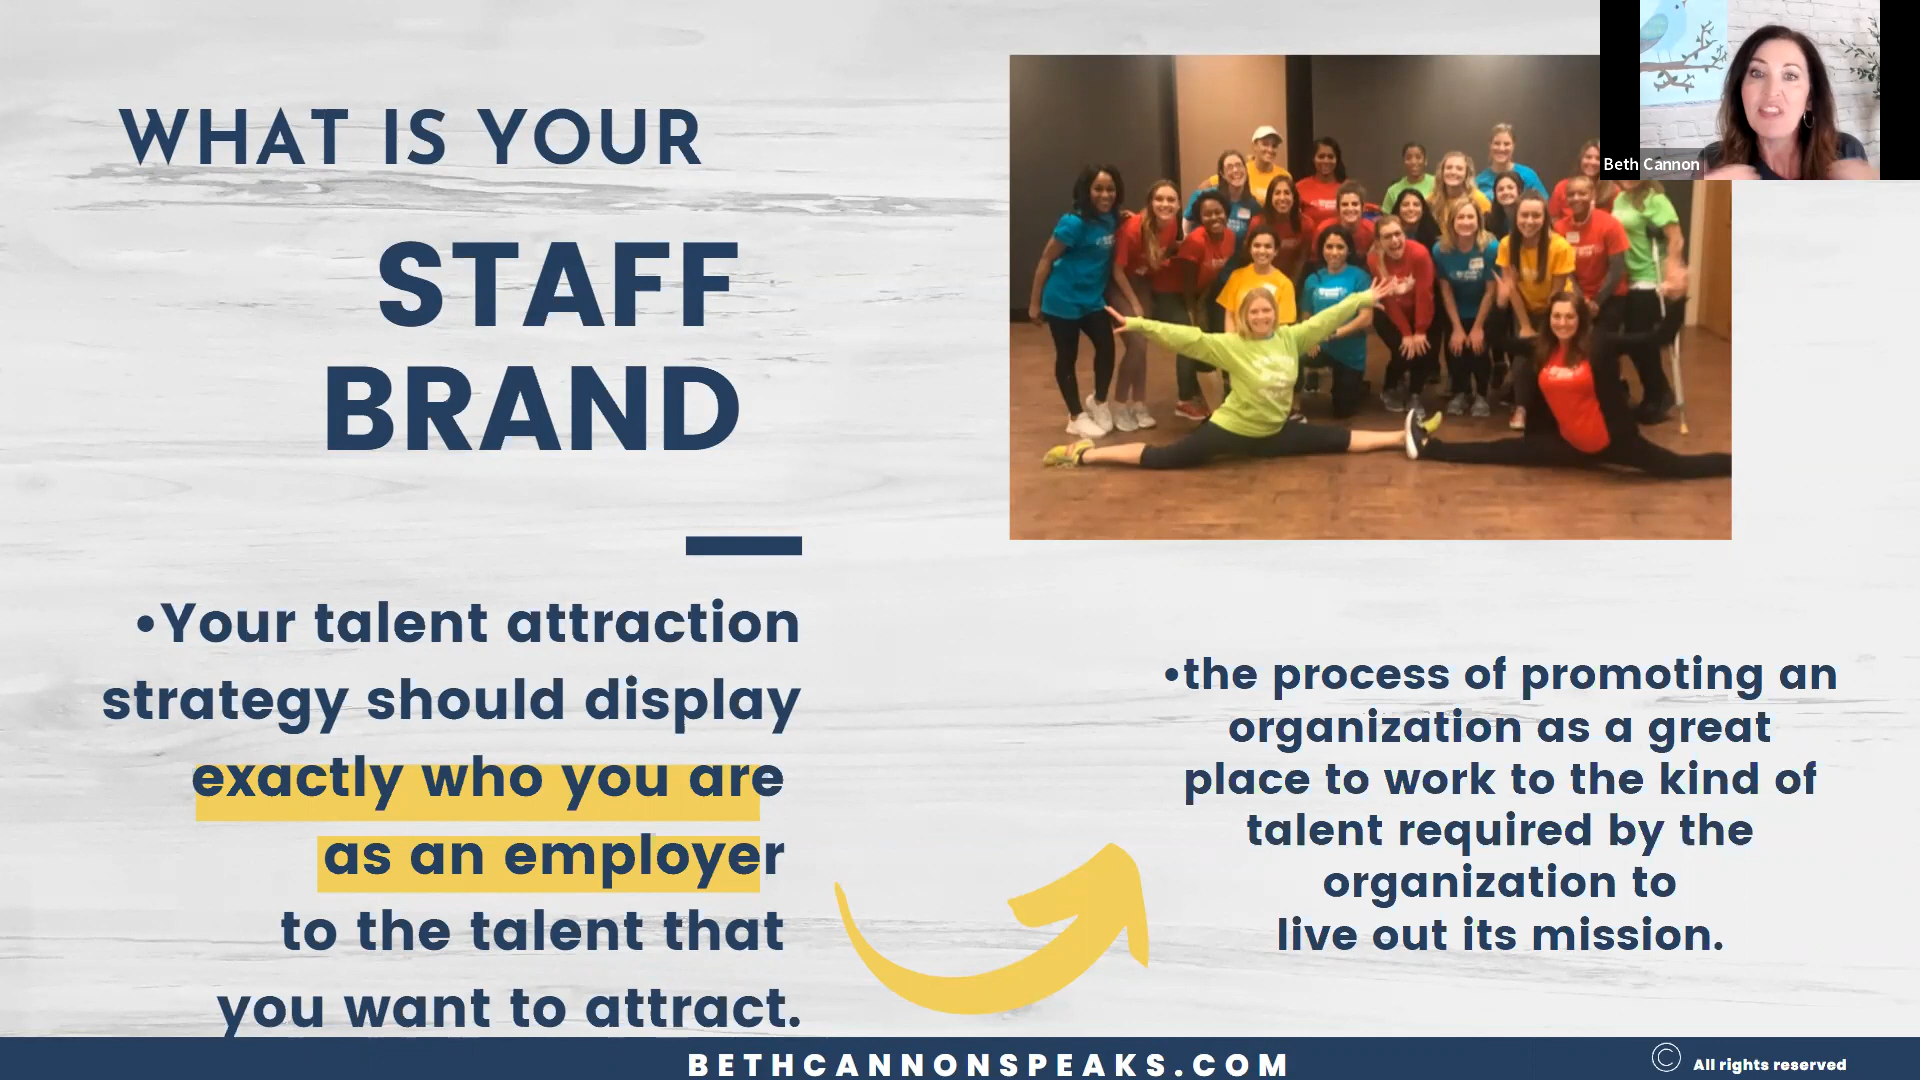 WHAT IS YOUR
STAFF
BRAND
•Your talent attraction
strategy should display
exactly who you are
as an employer
to the talent that
you want to attract.
Beth Cannon
•the process of promoting an
organization as a great
place to work to the kind of
talent required by the
organization to
live out its mission.
BETHCANNONSPEAKS.COM
© All rights reserved